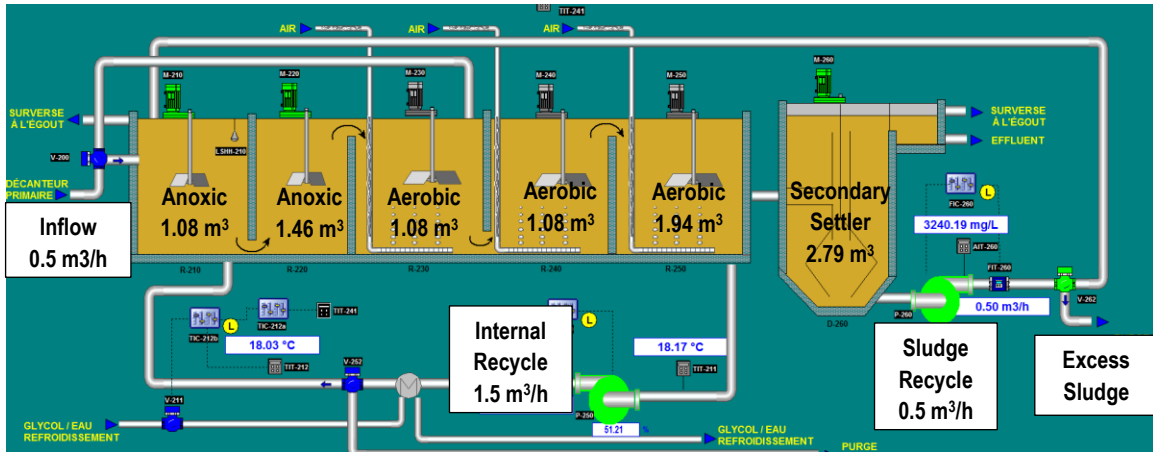 TIT-241
AIR
AIR
AIR
M-210
M-220
M-230
M-240
M-250
M-260
SURVERSE
À L'ÉGOUT
SURVERSE
À L'ÉGOUT
EFFLUENT
V-200
LSHH-210
DÉCANTEUR
PRIMAIRE
Inflow
0.5 m3/h
Anoxic
1.08 m³
Anoxic
1.46 m³
Aerobic
1.08 m³
Aerobic
1.08 m³
Aerobic
1.94 m³
Secondary
Settler
2.79 m³
R-210
R-220
R-230
R-240
R-250
D-260
L
FIC-260
3240.19 mg/L
AIT-260
FIT-260
P-260
0.50 m3/h
V-262
TIC-212b
L
TIC-212a
TIT-241
18.03 °C
TIT-212
V-252
V-211
Internal
Recycle
1.5 m³/h
L
18.17 °C
TIT-211
P-250
51.21 %
Sludge
Recycle
0.5 m³/h
Excess
Sludge
GLYCOL / EAU
REFROIDISSEMENT
GLYCOL / EAU
REFROIDISSEMENT
PURGE